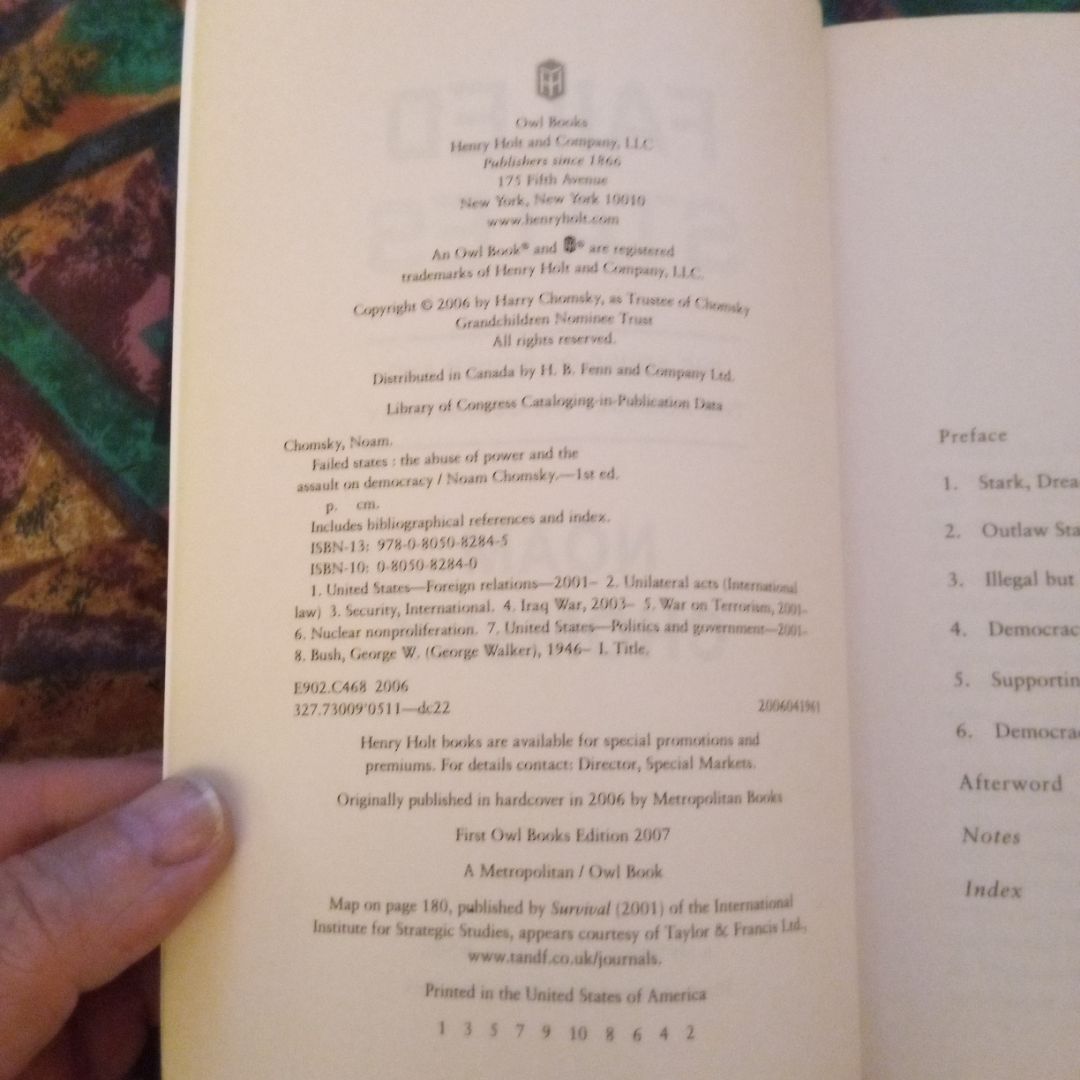 Owl Books
Henry Holt and Company, LLC
Publishers since 1866
175 Fifth Avenue
New York, New York 10010
www.henryholt.com
An Owl Book® and ® are registered
trademarks of Henry Holt and Company, LLC.
Copyright © 2006 by Harry Chomsky, as Trustee of Chomsky
Grandchildren Nominee Trust
All rights reserved.
Distributed in Canada by H. B. Fenn and Company Ltd.
Library of Congress Cataloging-in-Publication Data
Chomsky, Noam.
Failed states : the abuse of power and the
assault on democracy / Noam Chomsky.—1st ed.
p. cm.
Includes bibliographical references and index.
ISBN-13: 978-0-8050-8284-5
ISBN-10: 0-8050-8284-0
1. United States—Foreign relations—2001– 2. Unilateral acts (International
law) 3. Security, International. 4. Iraq War, 2003– 5. War on Terrorism, 2001–
6. Nuclear nonproliferation. 7. United States—Politics and government—2001–
8. Bush, George W. (George Walker), 1946– I. Title.
E902.C468 2006
327.73009'0511—dc22
Henry Holt books are available for special promotions and
premiums. For details contact: Director, Special Markets.
Originally published in hardcover in 2006 by Metropolitan Books
First Owl Books Edition 2007
A Metropolitan / Owl Book
Map on page 180, published by Survival (2001) of the International
Institute for Strategic Studies, appears courtesy of Taylor & Francis Ltd.,
www.tandf.co.uk/journals.
Printed in the United States of America
1 3 5 7 9 10 8 6 4 2
Preface
1. Stark, Drea
2. Outlaw Sta
3. Illegal but
4. Democrac
5. Supportin
6. Democra
Afterword
Notes
Index